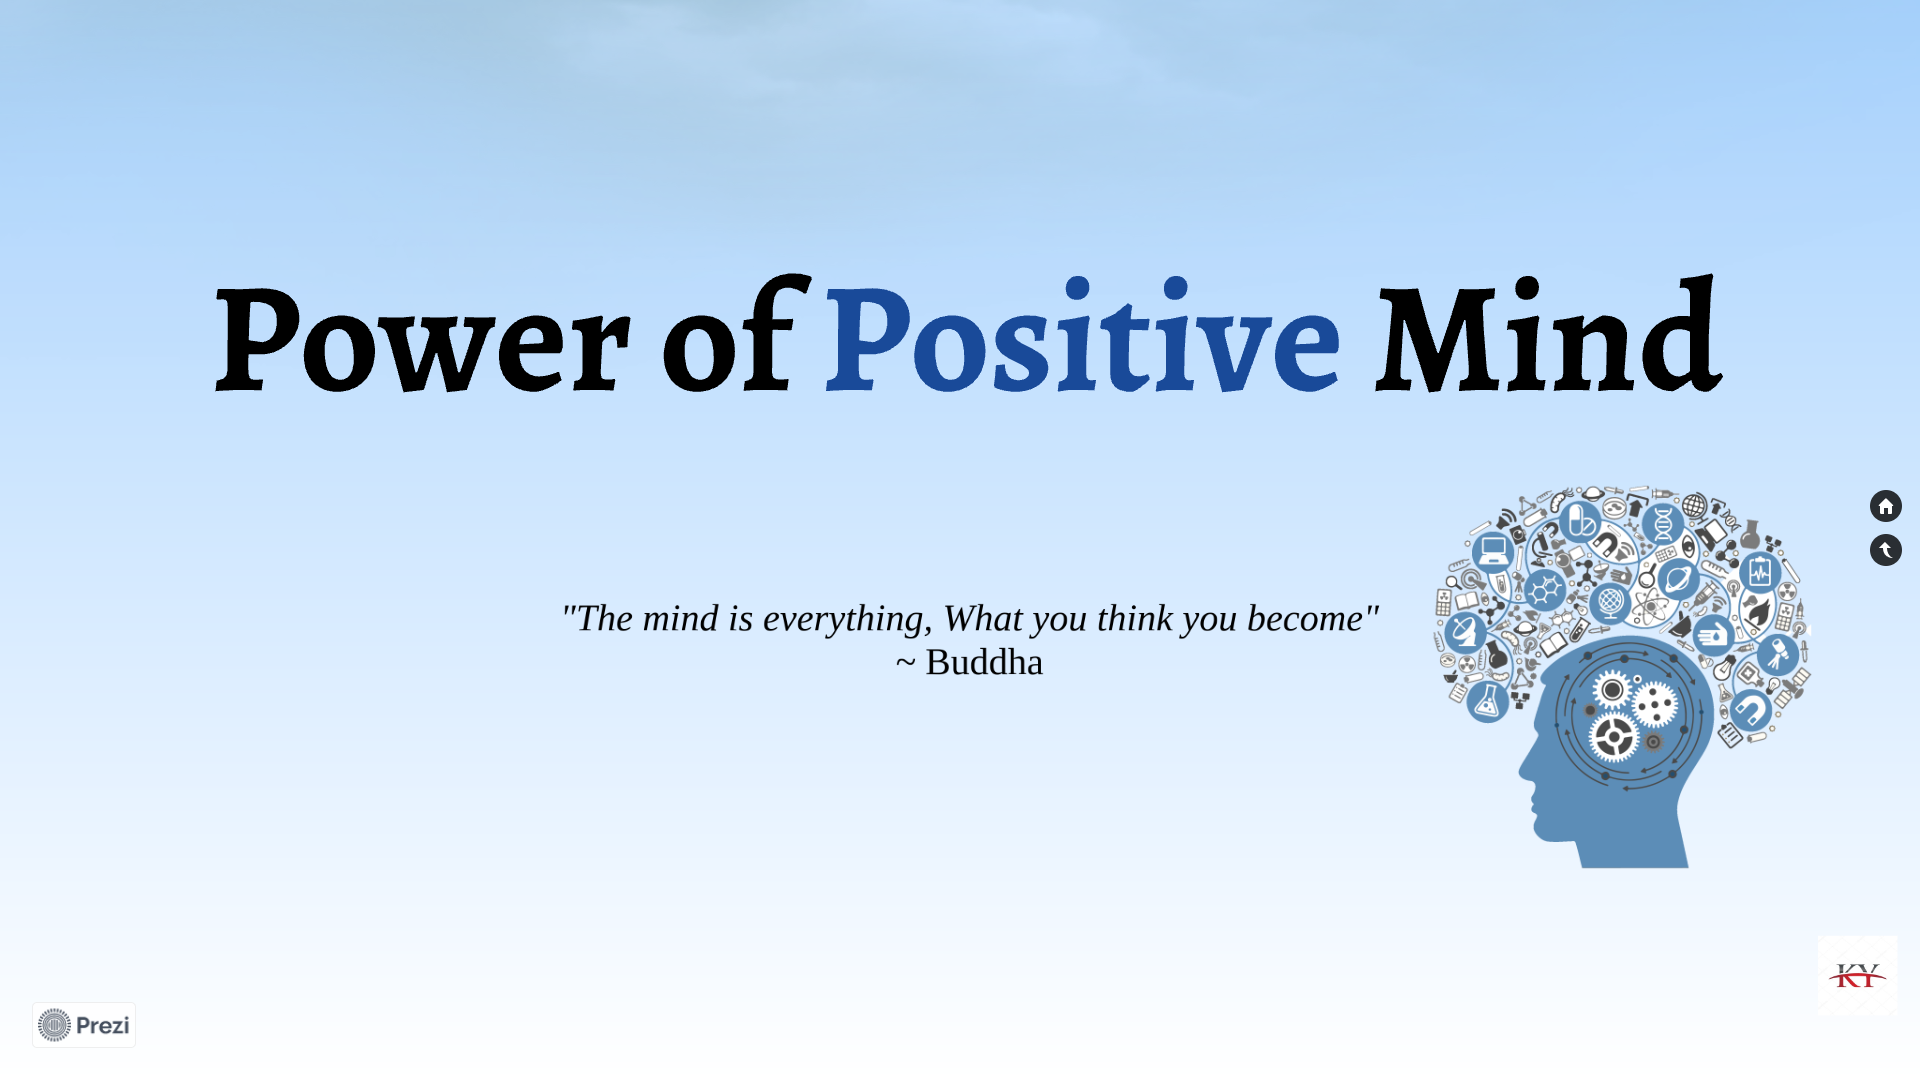 Power of Positive Mind
"The mind is everything, What you think you become"
~ Buddha
KY
Prezi